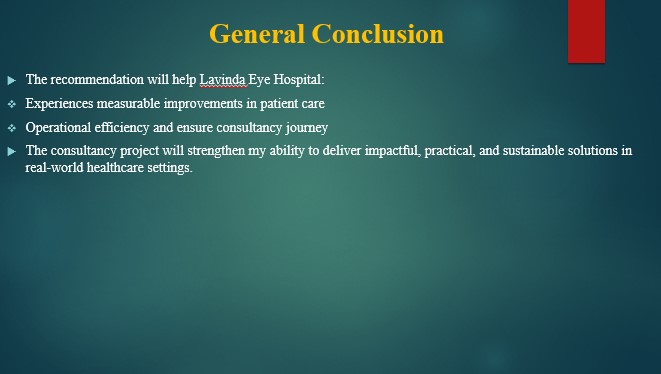 General Conclusion
The recommendation will help Lavinda Eye Hospital:
Experiences measurable improvements in patient care
Operational efficiency and ensure consultancy journey
The consultancy project will strengthen my ability to deliver impactful, practical, and sustainable solutions in
real-world healthcare settings.